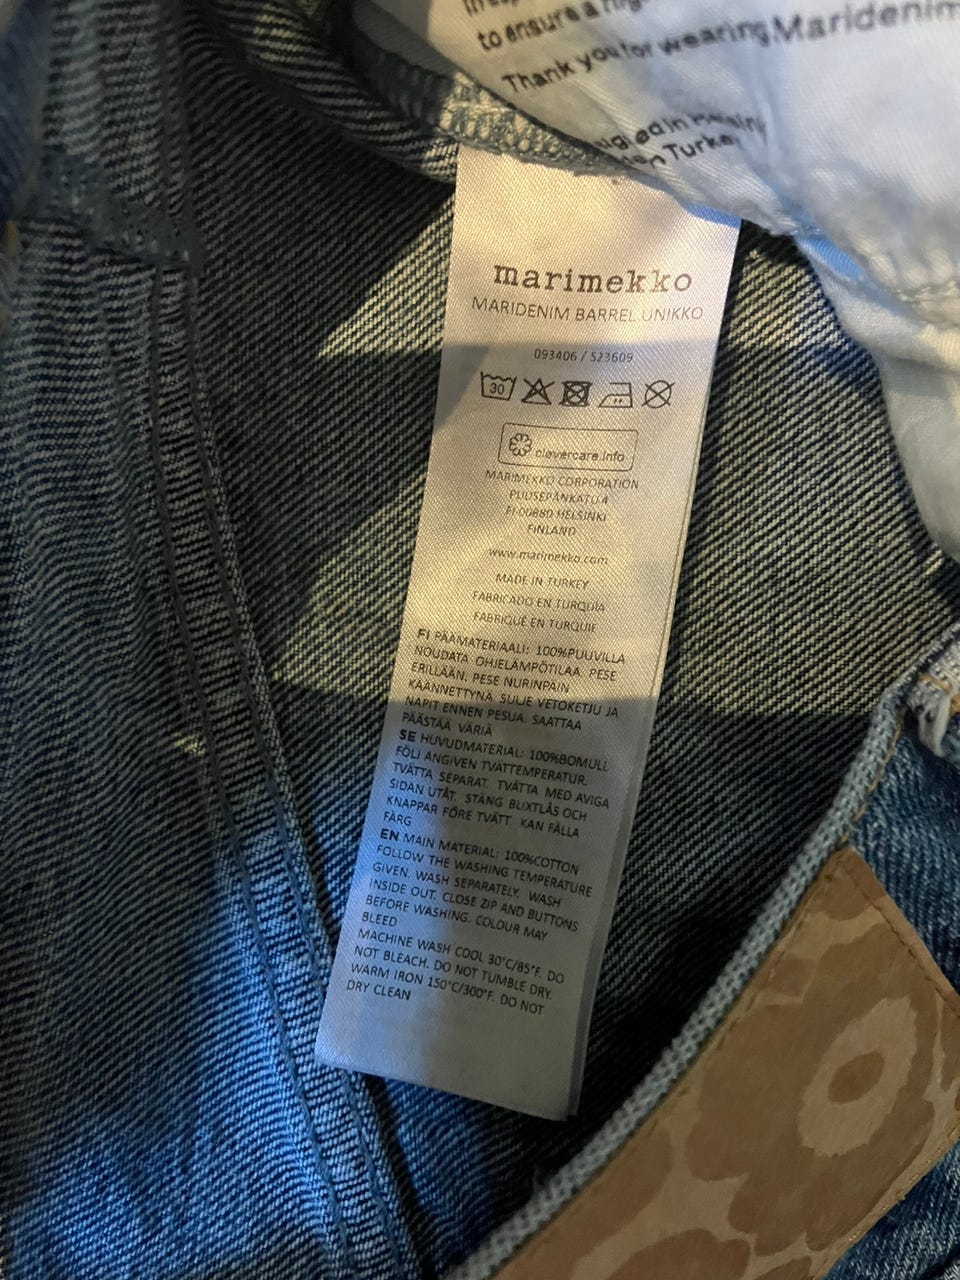 to ensure a hig
Thank you for wearing Maridenim
in Helsinki
Turkey
marimekko
MARIDENIM BARREL UNIKKO
093406 / 523609
30
clevercare.info
MARIMEKKO CORPORATION
PUUSEPÄNKATU 4
FI-00880 HELSINKI
FINLAND
www.marimekko.com
MADE IN TURKEY
FABRICADO EN TURQUÍA
FABRIQUÉ EN TURQUIE
FI PÄÄMATERIAALI: 100%PUUVILLA
NOUDATA OHJELÄMPÖTILAA. PESE
ERILLÄÄN. PESE NURINPÄIN
KÄÄNNETTYNÄ. SULJE VETOKETJU JA
NAPIT ENNEN PESUA. SAATTAA
PÄÄSTÄÄ VÄRIÄ
SE HUVUDMATERIAL: 100%BOMULL
FÖLJ ANGIVEN TVÄTTEMPERATUR.
TVÄTTA SEPARAT. TVÄTTA MED AVIGA
SIDAN UTÅT. STÄNG BLIXTLÅS OCH
KNAPPAR FÖRE TVÄTT. KAN FÄLLA
FÄRG
EN MAIN MATERIAL: 100%COTTON
FOLLOW THE WASHING TEMPERATURE
GIVEN. WASH SEPARATELY. WASH
INSIDE OUT. CLOSE ZIP AND BUTTONS
BEFORE WASHING. COLOUR MAY
BLEED
MACHINE WASH COOL 30°C/85°F. DO
NOT BLEACH. DO NOT TUMBLE DRY.
WARM IRON 150°C/300°F. DO NOT
DRY CLEAN